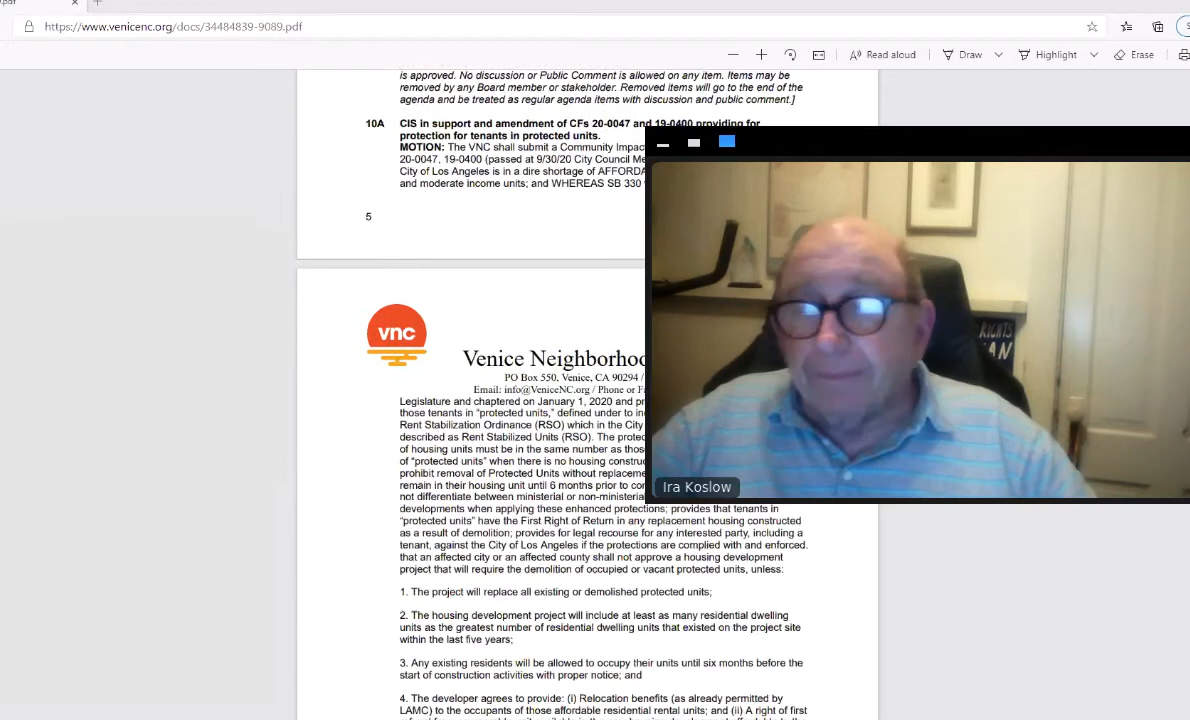 https://www.venicenc.org/docs/34484839-9089.pdf
Read aloud
Draw
Highlight
Erase
is approved. No discussion or Public Comment is allowed on any item. Items may be
removed by any Board member or stakeholder. Removed items will go to the end of the
agenda and be treated as regular agenda items with discussion and public comment.]
10A CIS in support and amendment of CFs 20-0047 and 19-0400 providing for
protection for tenants in protected units.
MOTION: The VNC shall submit a Community Impac
20-0047, 19-0400 (passed at 9/30/20 City Council Me
City of Los Angeles is in a dire shortage of AFFORDA
and moderate income units; and WHEREAS SB 330
5
vnc
Venice Neighborhoo
PO Box 550, Venice, CA 90294 /
Email: info@VeniceNC.org / Phone or F
Legislature and chaptered on January 1, 2020 and pr
those tenants in “protected units,” defined under to in
Rent Stabilization Ordinance (RSO) which in the City
described as Rent Stabilized Units (RSO). The protec
of housing units must be in the same number as thos
of “protected units” when there is no housing construc
prohibit removal of Protected Units without replaceme
remain in their housing unit until 6 months prior to con
not differentiate between ministerial or non-ministerial
developments when applying these enhanced protections; provides that tenants in
“protected units” have the First Right of Return in any replacement housing constructed
as a result of demolition; provides for legal recourse for any interested party, including a
tenant, against the City of Los Angeles if the protections are complied with and enforced.
that an affected city or an affected county shall not approve a housing development
project that will require the demolition of occupied or vacant protected units, unless:
1. The project will replace all existing or demolished protected units;
2. The housing development project will include at least as many residential dwelling
units as the greatest number of residential dwelling units that existed on the project site
within the last five years;
3. Any existing residents will be allowed to occupy their units until six months before the
start of construction activities with proper notice; and
4. The developer agrees to provide: (i) Relocation benefits (as already permitted by
LAMC) to the occupants of those affordable residential rental units; and (ii) A right of first
RIGHTS
AN
Ira Koslow